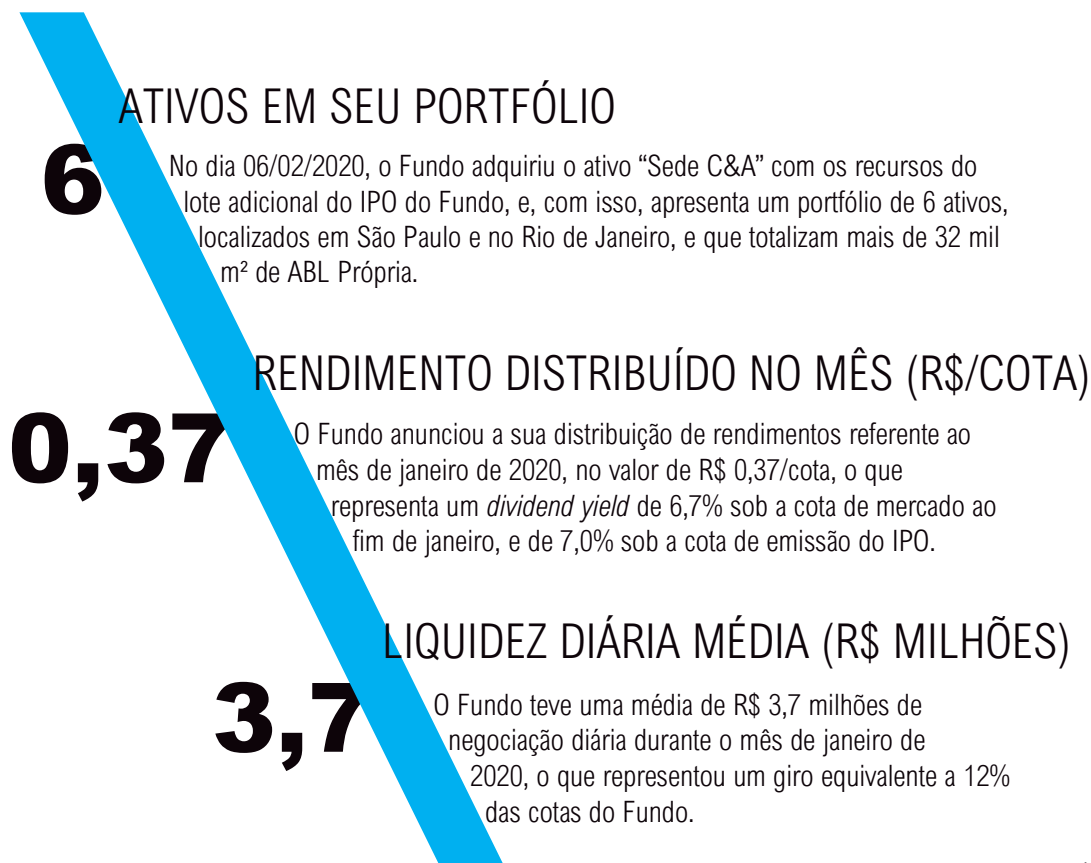 ATIVOS EM SEU PORTFÓLIO
6
No dia 06/02/2020, o Fundo adquiriu o ativo “Sede C&A” com os recursos do
lote adicional do IPO do Fundo, e, com isso, apresenta um portfólio de 6 ativos,
localizados em São Paulo e no Rio de Janeiro, e que totalizam mais de 32 mil
m² de ABL Própria.
RENDIMENTO DISTRIBUÍDO NO MÊS (R$/COTA)
0,37
O Fundo anunciou a sua distribuição de rendimentos referente ao
mês de janeiro de 2020, no valor de R$ 0,37/cota, o que
representa um dividend yield de 6,7% sob a cota de mercado ao
fim de janeiro, e de 7,0% sob a cota de emissão do IPO.
LIQUIDEZ DIÁRIA MÉDIA (R$ MILHÕES)
3,7
O Fundo teve uma média de R$ 3,7 milhões de
negociação diária durante o mês de janeiro de
2020, o que representou um giro equivalente a 12%
das cotas do Fundo.